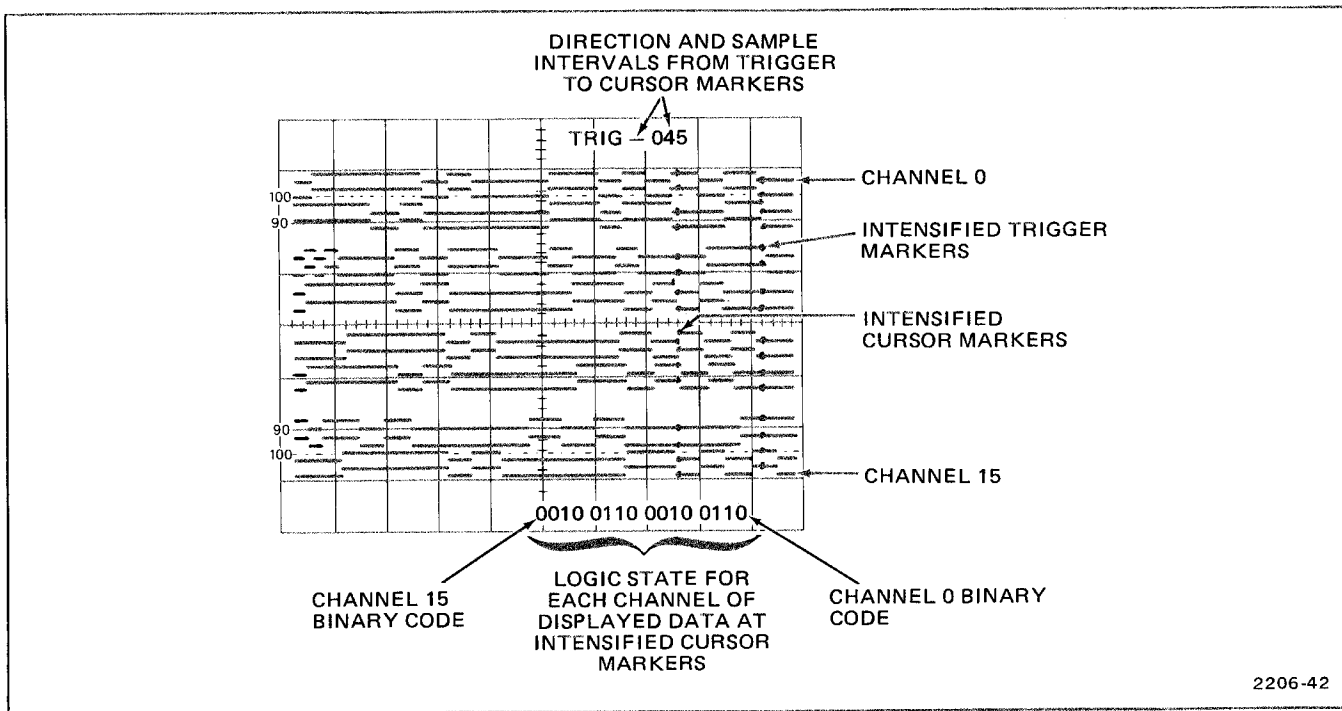 DIRECTION AND SAMPLE
INTERVALS FROM TRIGGER
TO CURSOR MARKERS
TRIG – 045
CHANNEL 0
100
90
INTENSIFIED TRIGGER
MARKERS
INTENSIFIED
CURSOR MARKERS
90
100
CHANNEL 15
0010 0110 0010 0110
CHANNEL 15
BINARY CODE
LOGIC STATE FOR
EACH CHANNEL OF
DISPLAYED DATA AT
INTENSIFIED CURSOR
MARKERS
CHANNEL 0 BINARY
CODE
2206-42